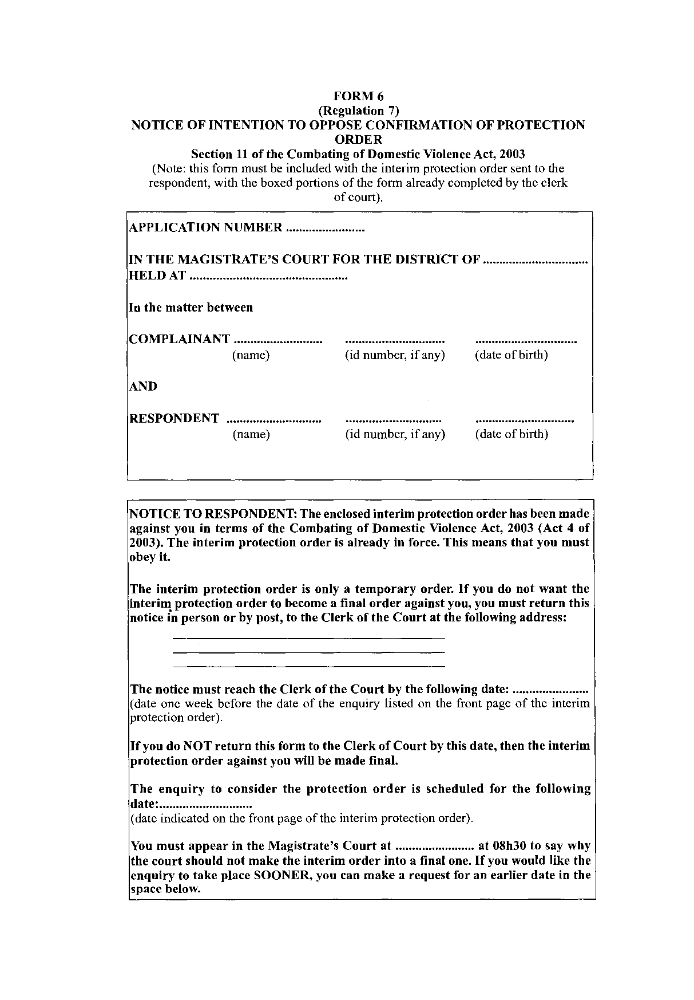 FORM 6
(Regulation 7)
NOTICE OF INTENTION TO OPPOSE CONFIRMATION OF PROTECTION
ORDER
Section 11 of the Combating of Domestic Violence Act, 2003
(Note: this form must be included with the interim protection order sent to the
respondent, with the boxed portions of the form already completed by the clerk
of court).
APPLICATION NUMBER ........................
IN THE MAGISTRATE'S COURT FOR THE DISTRICT OF ................................
HELD AT ................................................
In the matter between
COMPLAINANT ........................... .............................. ...............................
(name) (id number, if any) (date of birth)
AND
RESPONDENT ............................. ............................. ..............................
(name) (id number, if any) (date of birth)
NOTICE TO RESPONDENT: The enclosed interim protection order has been made
against you in terms of the Combating of Domestic Violence Act, 2003 (Act 4 of
2003). The interim protection order is already in force. This means that you must
obey it.
The interim protection order is only a temporary order. If you do not want the
interim protection order to become a final order against you, you must return this
notice in person or by post, to the Clerk of the Court at the following address:
The notice must reach the Clerk of the Court by the following date: .......................
(date one week before the date of the enquiry listed on the front page of the interim
protection order).
If you do NOT return this form to the Clerk of Court by this date, then the interim
protection order against you will be made final.
The enquiry to consider the protection order is scheduled for the following
date:............................
(date indicated on the front page of the interim protection order).
You must appear in the Magistrate's Court at ........................ at 08h30 to say why
the court should not make the interim order into a final one. If you would like the
enquiry to take place SOONER, you can make a request for an earlier date in the
space below.